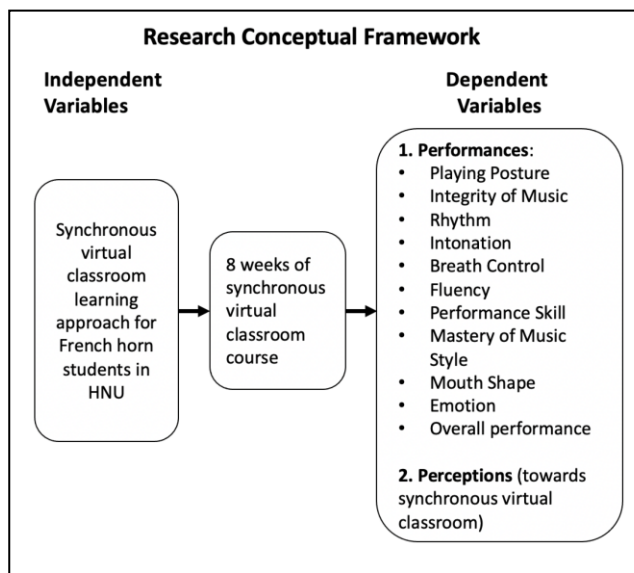 Research Conceptual Framework
Independent
Variables
Dependent
Variables
Synchronous
virtual
classroom
learning
approach for
French horn
students in
HNU
8 weeks of
synchronous
virtual
classroom
course
1. Performances:
• Playing Posture
• Integrity of Music
• Rhythm
• Intonation
• Breath Control
• Fluency
• Performance Skill
• Mastery of Music
Style
• Mouth Shape
• Emotion
• Overall performance
2. Perceptions (towards
synchronous virtual
classroom)